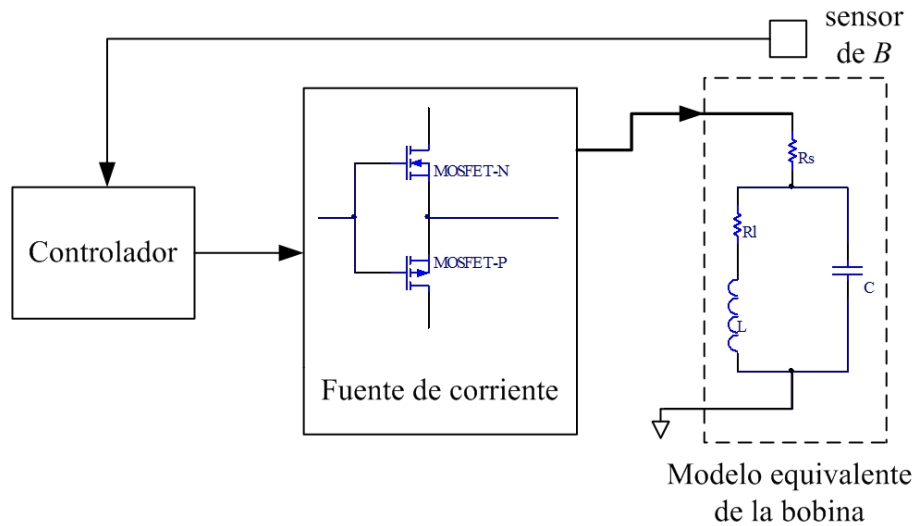 sensor
de B
MOSFET-N
Rs
Controlador
Rl
MOSFET-P
C
L
Fuente de corriente
Modelo equivalente
de la bobina